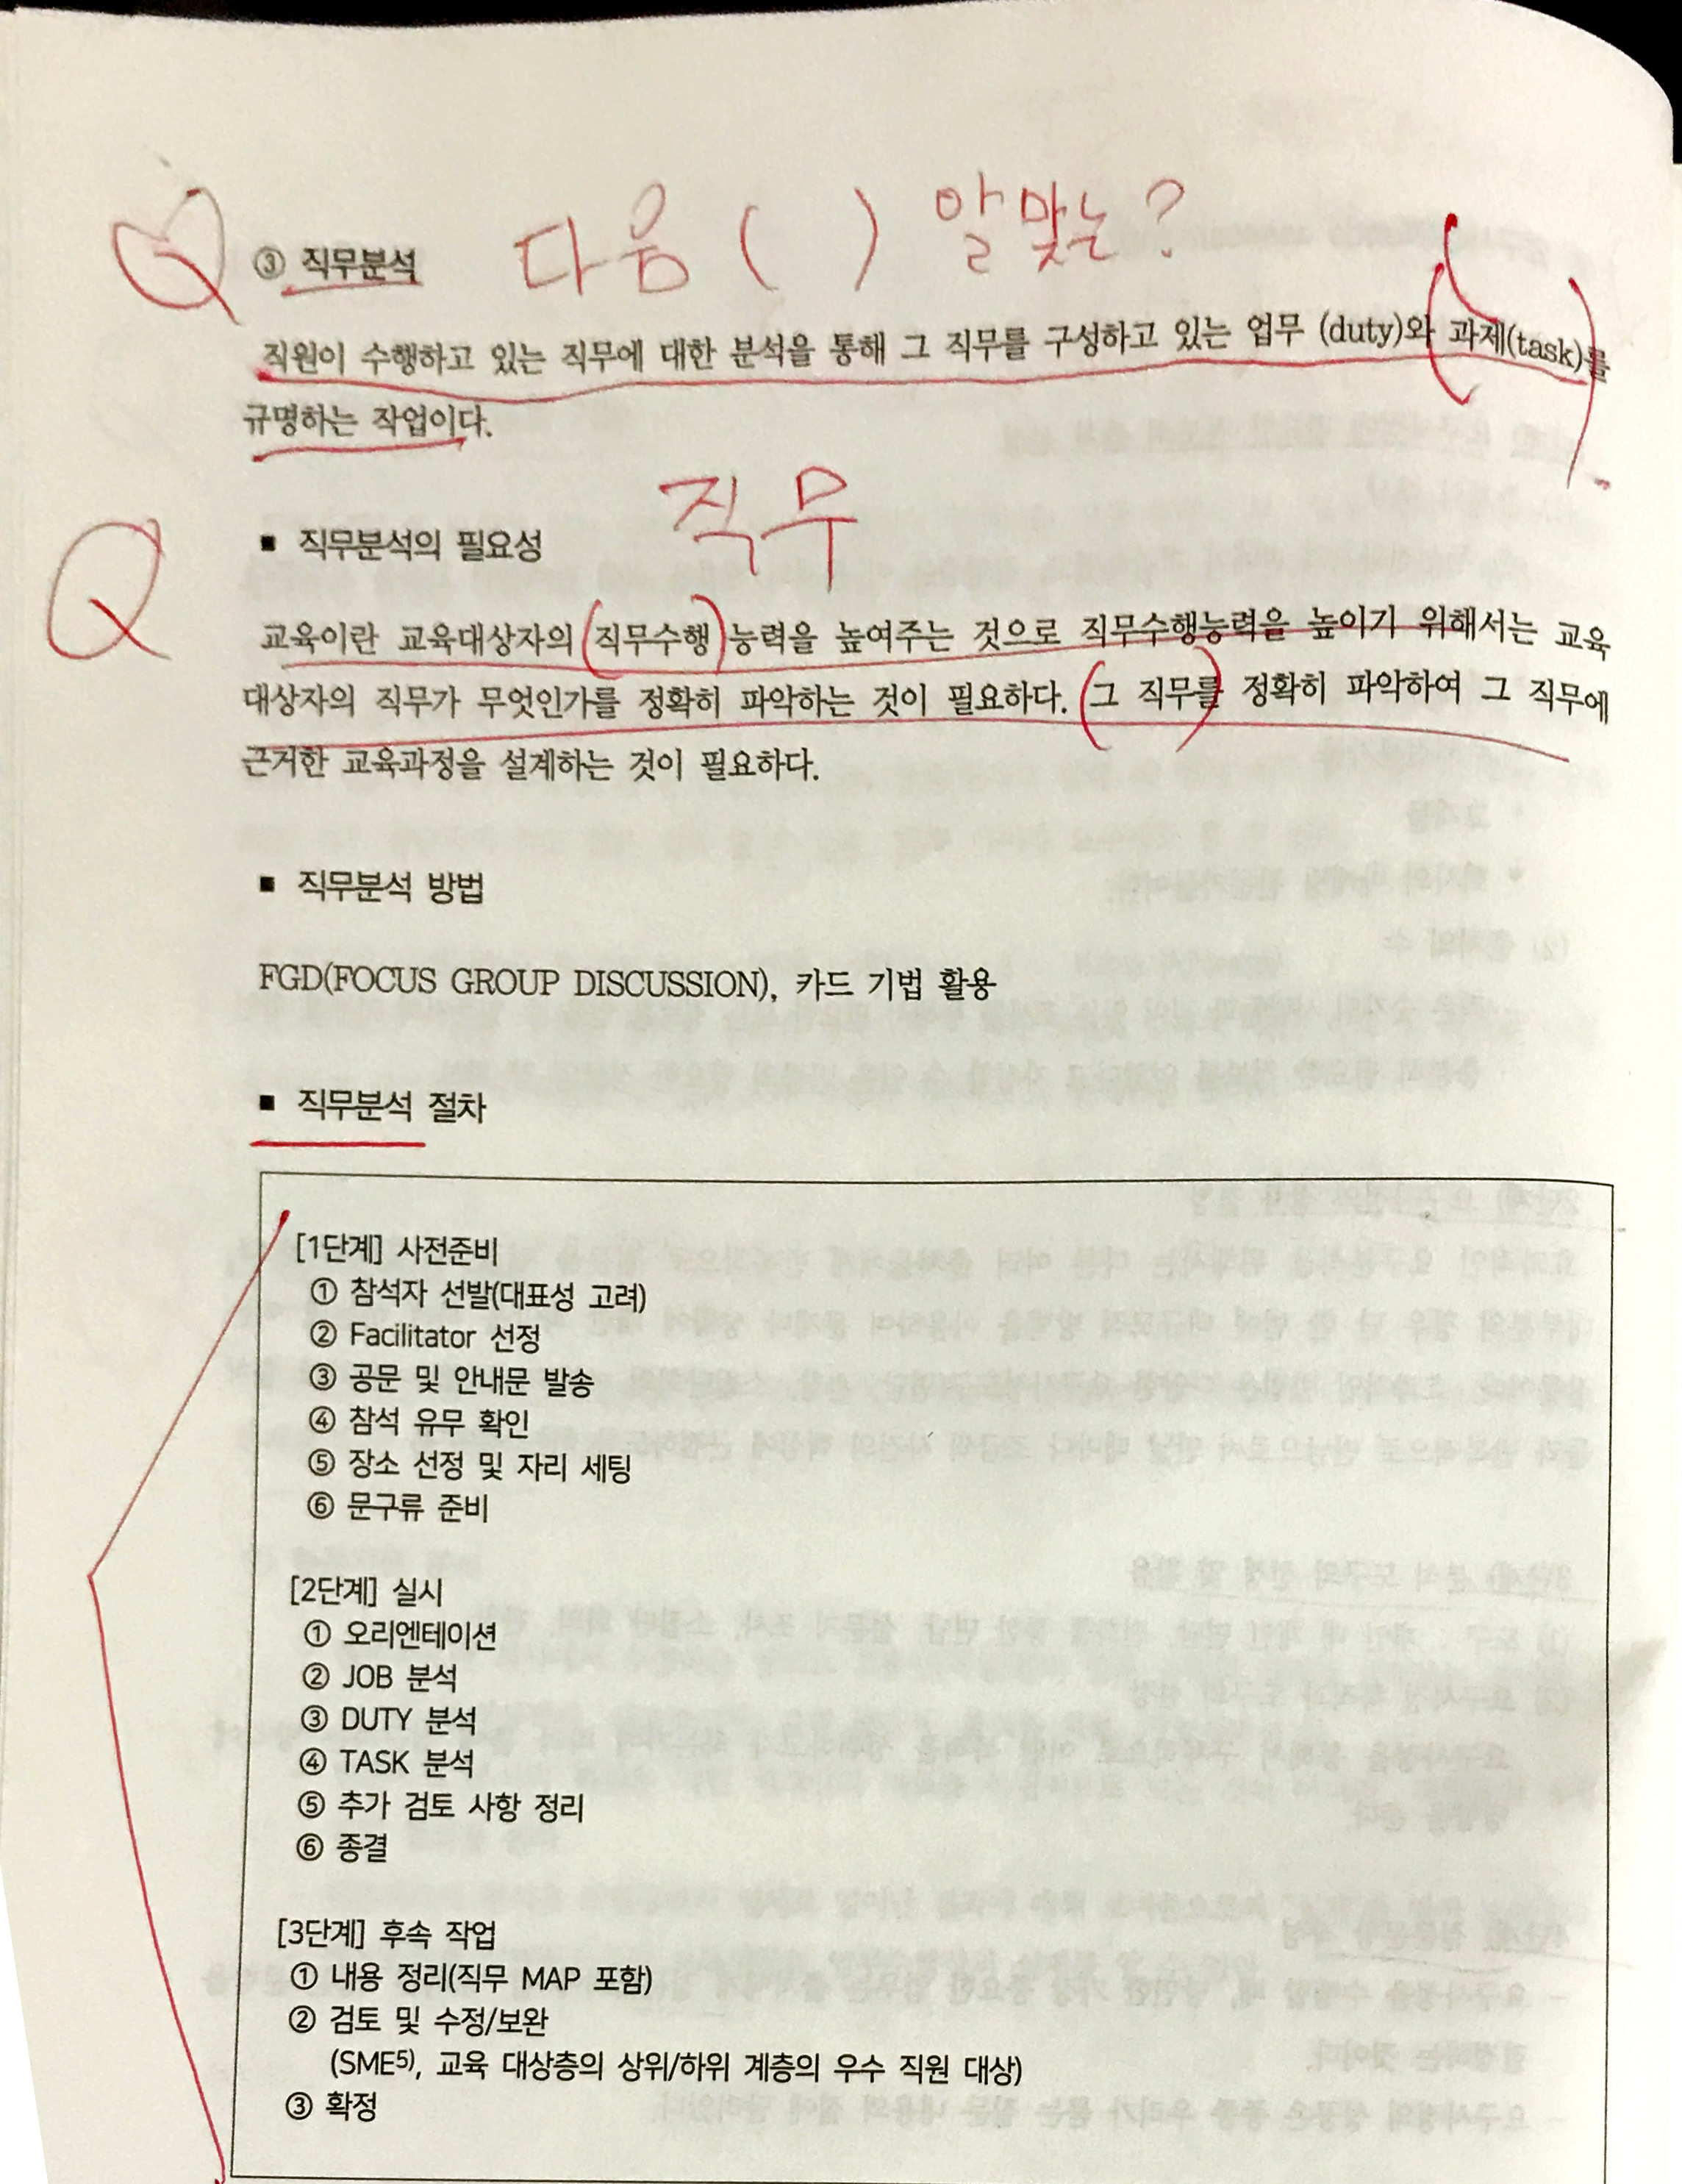 Q ③ 직무분석 다음 ( ) 알맞는?
직원이 수행하고 있는 직무에 대한 분석을 통해 그 직무를 구성하고 있는 업무 (duty)와 과제(task)를
규명하는 작업이다.
직무
Q ■ 직무분석의 필요성
교육이란 교육대상자의 (직무수행) 능력을 높여주는 것으로 직무수행능력을 높이기 위해서는 교육
대상자의 직무가 무엇인가를 정확히 파악하는 것이 필요하다. (그 직무를) 정확히 파악하여 그 직무에
근거한 교육과정을 설계하는 것이 필요하다.
■ 직무분석 방법
FGD(FOCUS GROUP DISCUSSION), 카드 기법 활용
■ 직무분석 절차
[1단계] 사전준비
① 참석자 선발(대표성 고려)
② Facilitator 선정
③ 공문 및 안내문 발송
④ 참석 유무 확인
⑤ 장소 선정 및 자리 세팅
⑥ 문구류 준비
[2단계] 실시
① 오리엔테이션
② JOB 분석
③ DUTY 분석
④ TASK 분석
⑤ 추가 검토 사항 정리
⑥ 종결
[3단계] 후속 작업
① 내용 정리(직무 MAP 포함)
② 검토 및 수정/보완
(SME5), 교육 대상층의 상위/하위 계층의 우수 직원 대상)
③ 확정